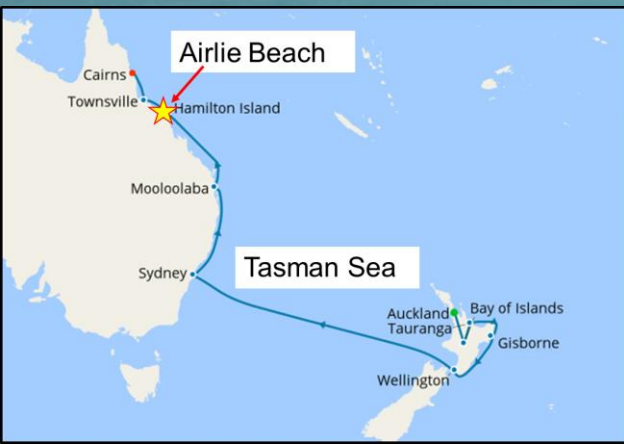 Airlie Beach
Cairns
Townsville
Hamilton Island
Mooloolaba
Sydney
Tasman Sea
Auckland
Bay of Islands
Tauranga
Gisborne
Wellington